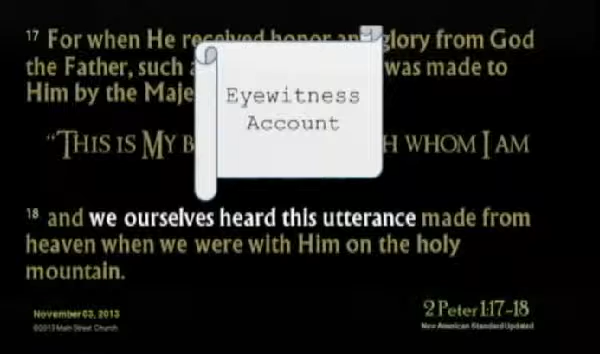 17 For when He received honor and glory from God
the Father, such a was made to
Him by the Maje
Eyewitness
Account
"THIS IS MY B H WHOM I AM
18 and we ourselves heard this utterance made from
heaven when we were with Him on the holy
mountain.
November 03, 2013
©2013 Main Street Church
2 Peter 1:17-18
New American Standard Updated